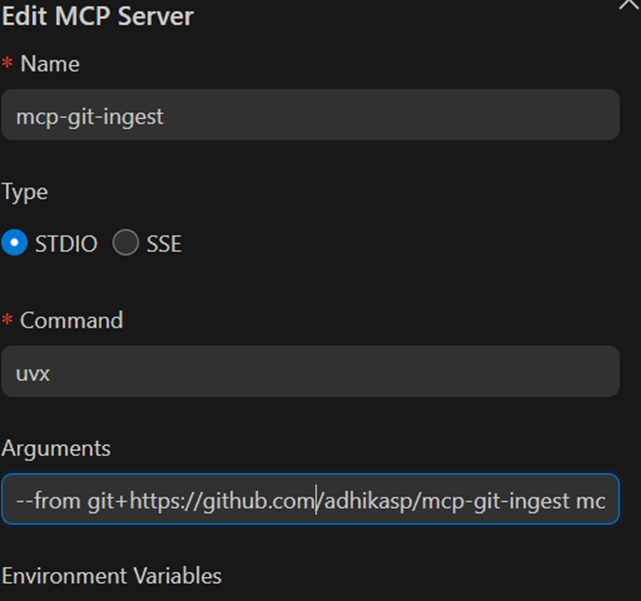 Edit MCP Server
* Name
mcp-git-ingest
Type
STDIO SSE
* Command
uvx
Arguments
--from git+https://github.com/adhikasp/mcp-git-ingest mc
Environment Variables